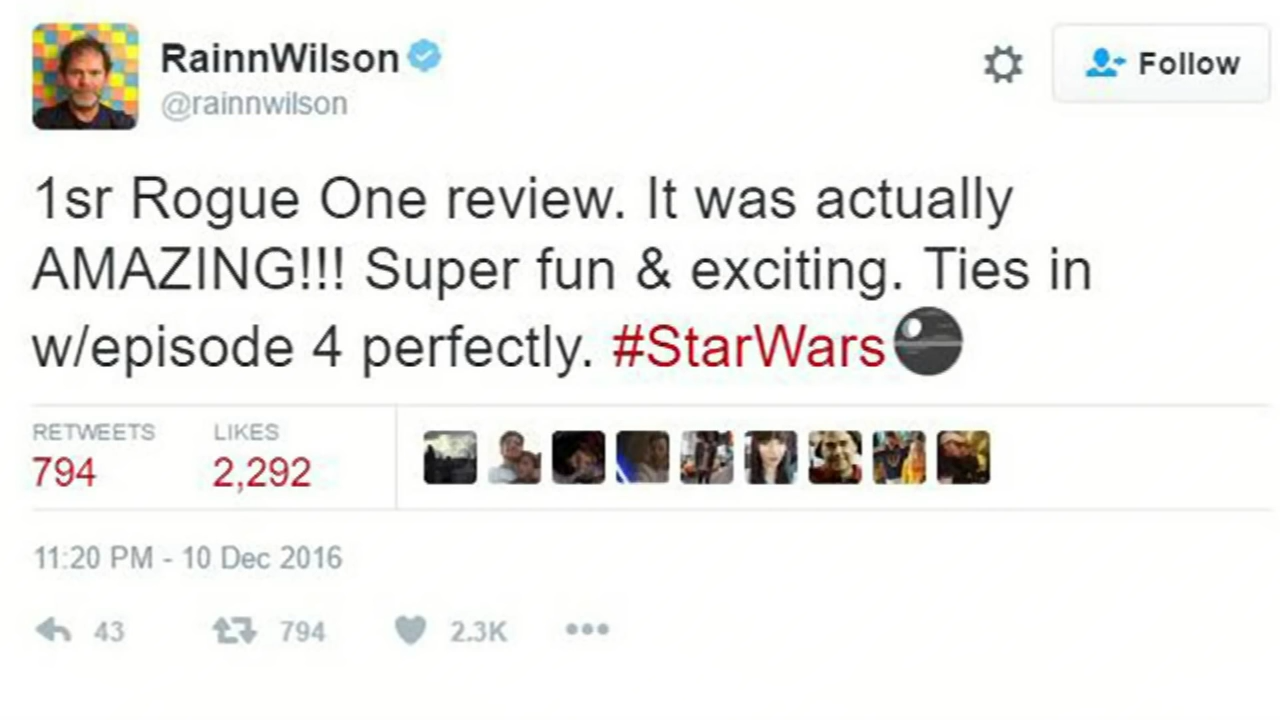 RainnWilson
@rainnwilson
Follow
1sr Rogue One review. It was actually
AMAZING!!! Super fun & exciting. Ties in
w/episode 4 perfectly. #StarWars
RETWEETS LIKES
794 2,292
11:20 PM - 10 Dec 2016
43 794 2.3K